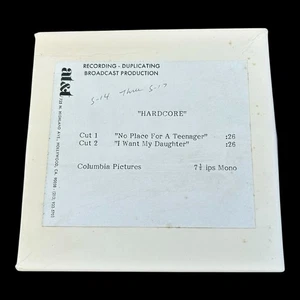 RECORDING - DUPLICATING
BROADCAST PRODUCTION
5-14 thru 5-17
"HARDCORE"
Cut 1 "No Place For A Teenager" :26
Cut 2 "I Want My Daughter" :26
Columbia Pictures 7½ ips Mono